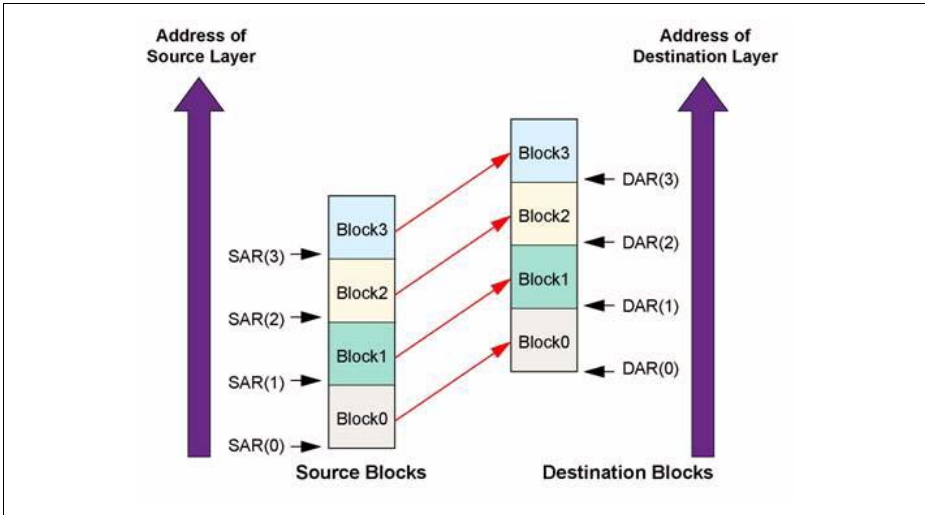 Address of
Source Layer
Address of
Destination Layer
Block3
DAR(3)
Block2
DAR(2)
Block3
SAR(3)
Block1
DAR(1)
Block2
SAR(2)
Block0
DAR(0)
Block1
SAR(1)
Block0
SAR(0)
Source Blocks
Destination Blocks